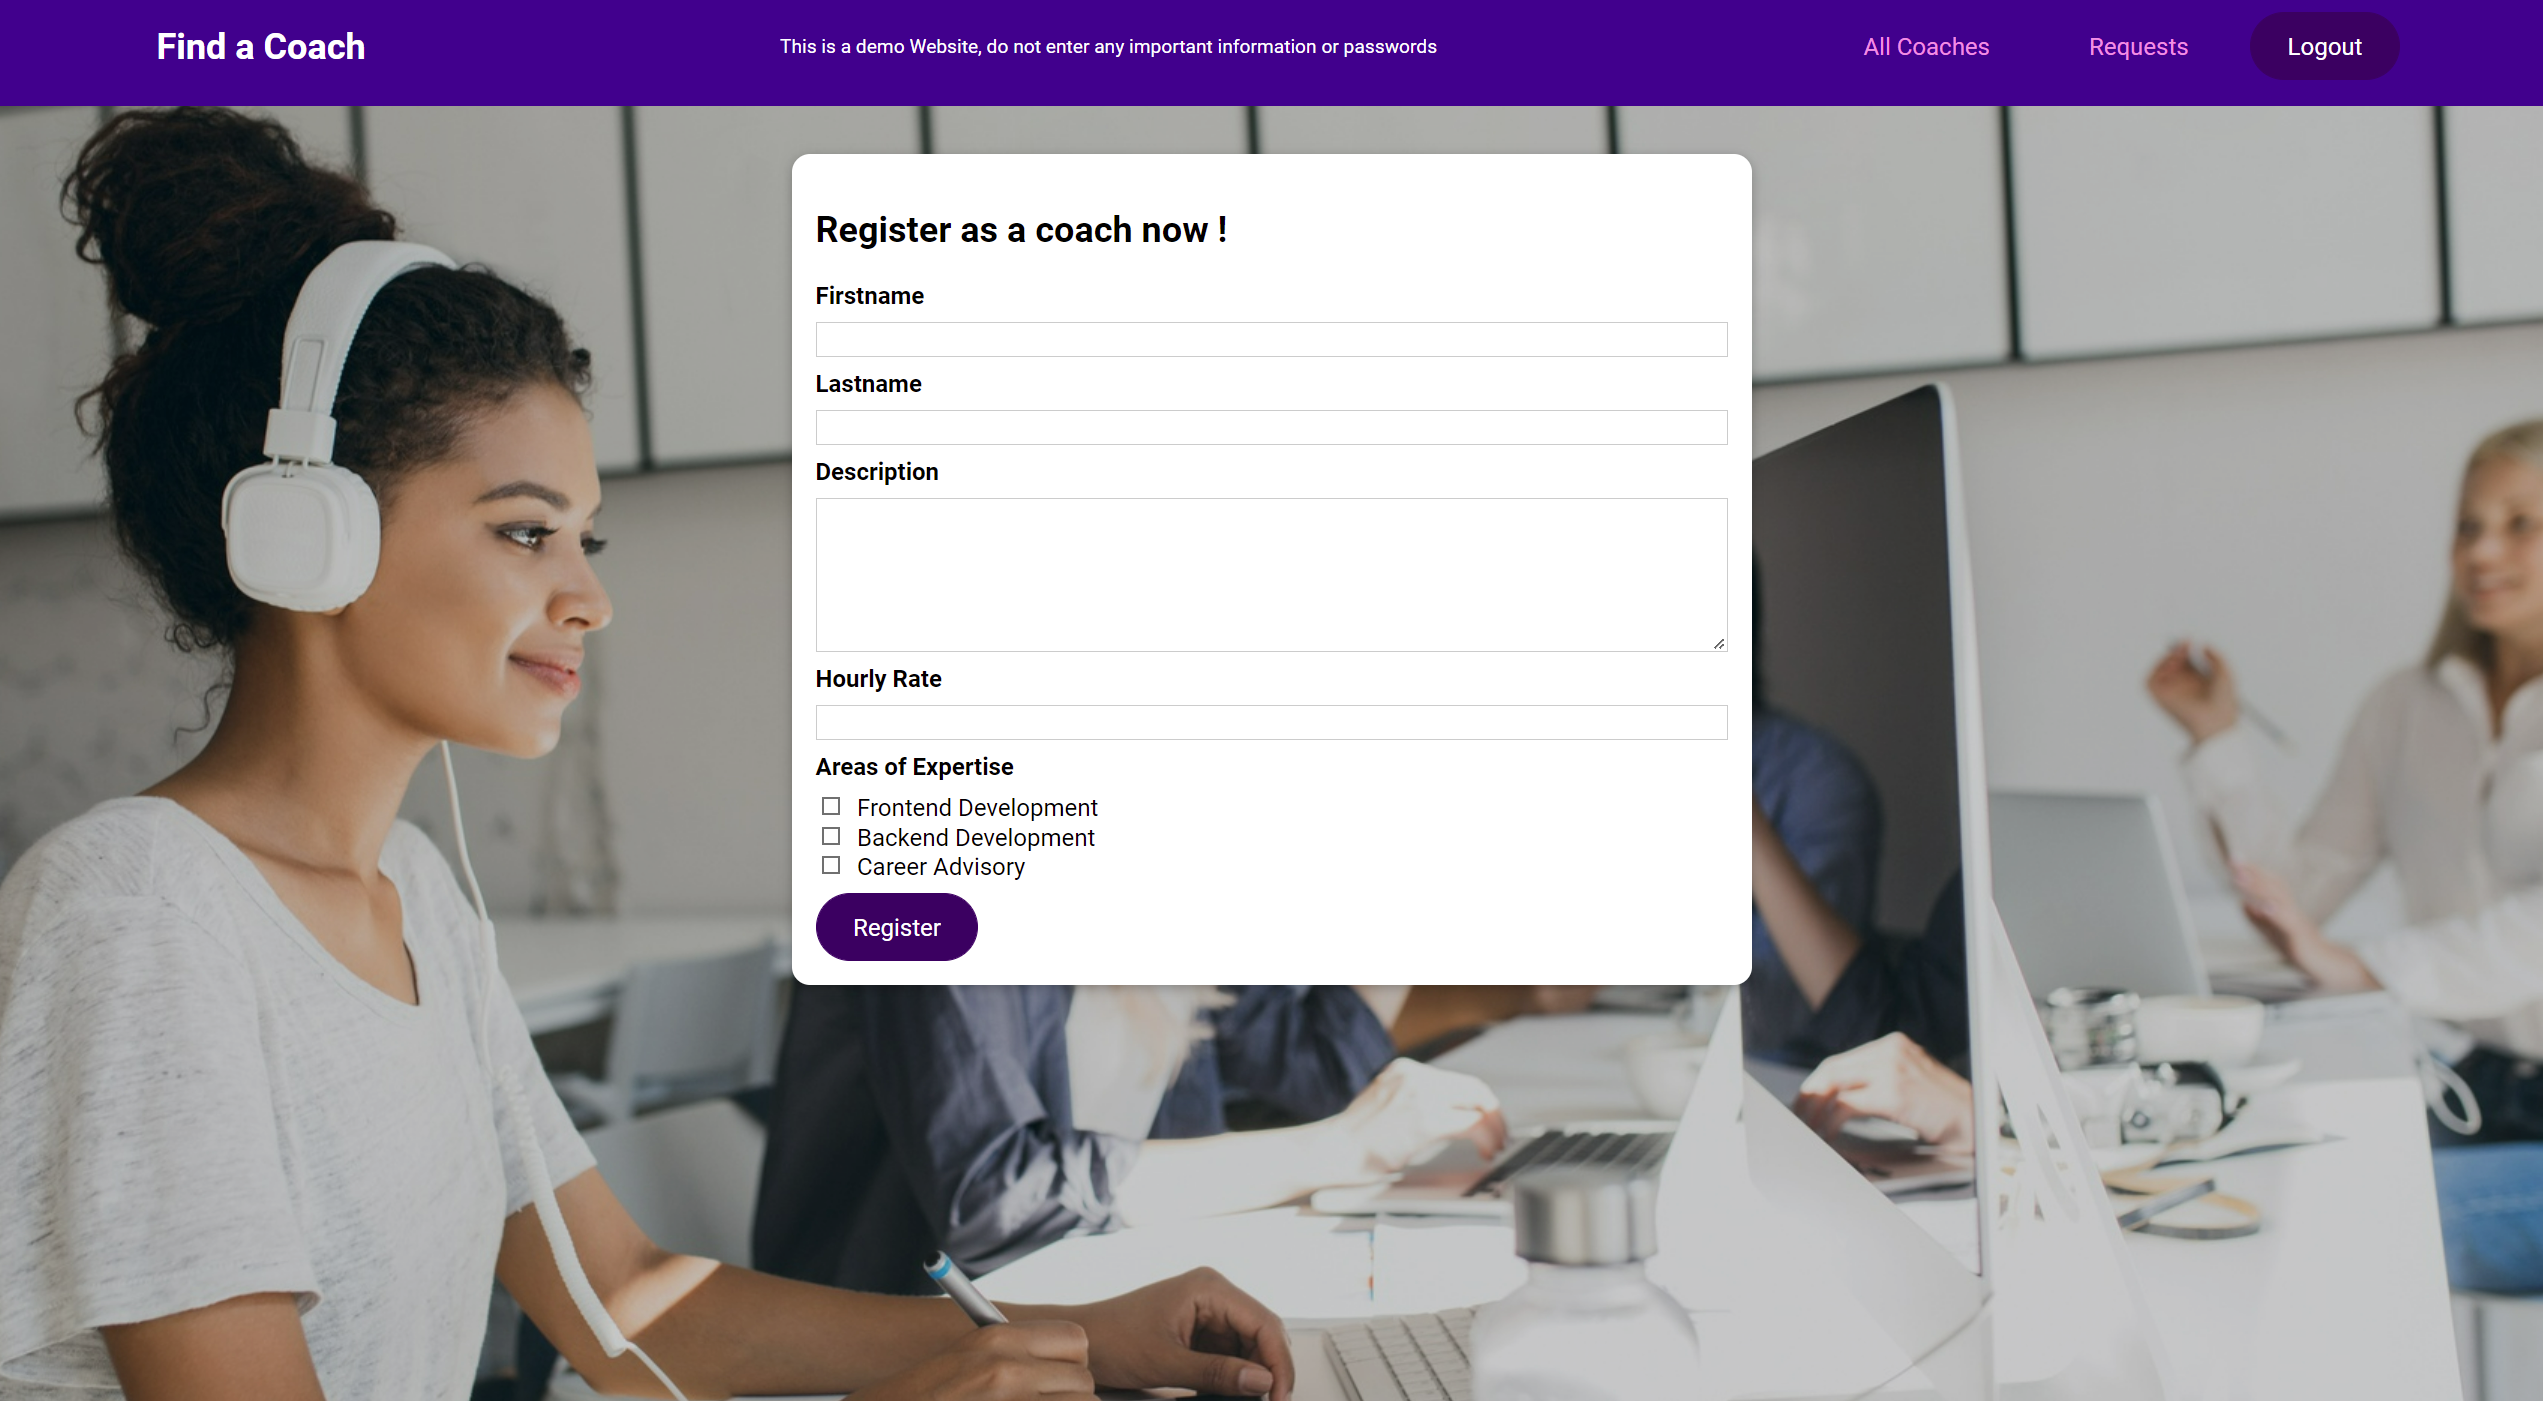 Find a Coach
This is a demo Website, do not enter any important information or passwords
All Coaches
Requests
Logout
Register as a coach now !
Firstname
Lastname
Description
Hourly Rate
Areas of Expertise
Frontend Development
Backend Development
Career Advisory
Register